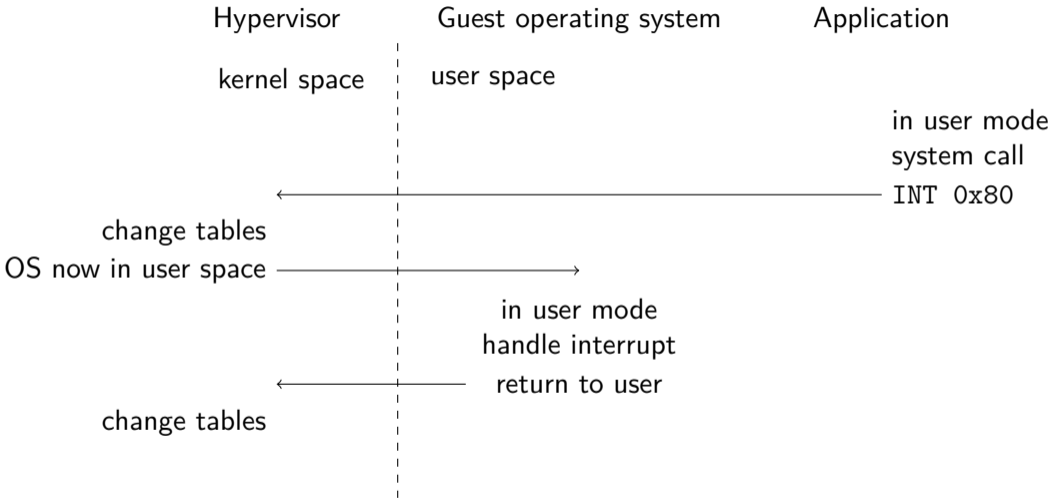 Hypervisor
Guest operating system
Application
kernel space
user space
in user mode
system call
INT 0x80
change tables
OS now in user space
in user mode
handle interrupt
return to user
change tables